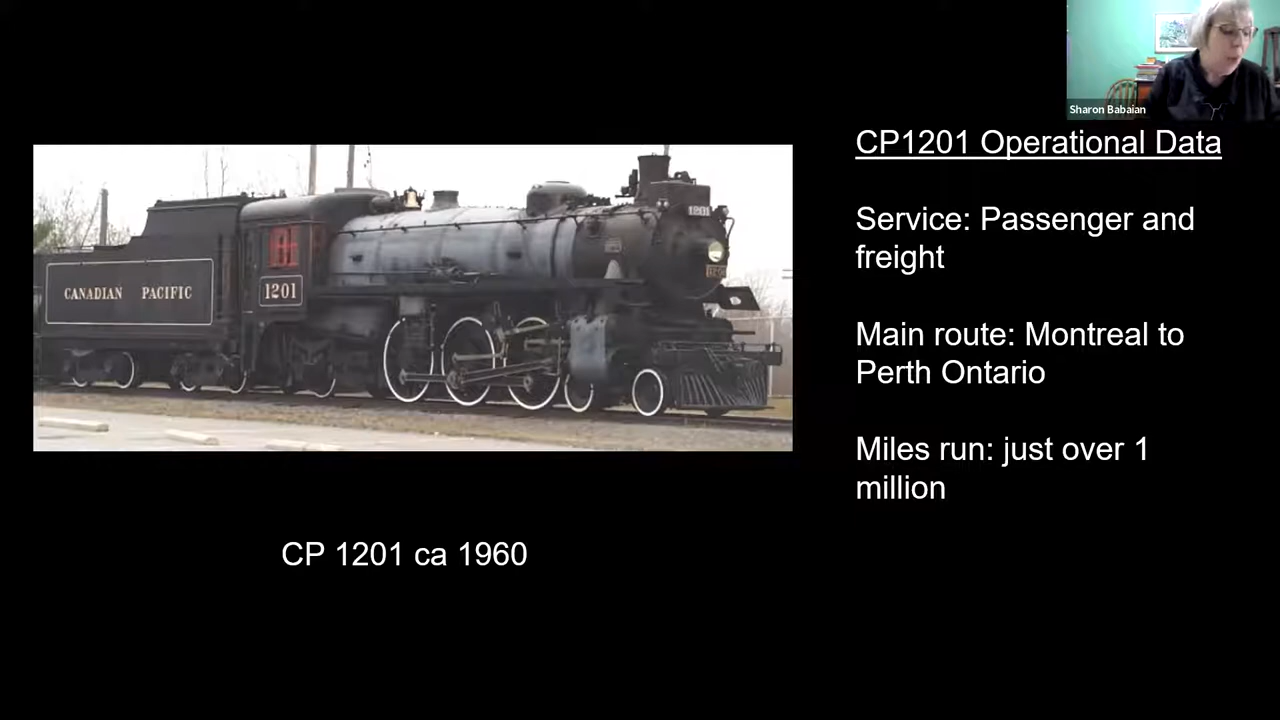 Sharon Babaian
CP1201 Operational Data
Service: Passenger and
freight
Main route: Montreal to
Perth Ontario
Miles run: just over 1
million
CANADIAN PACIFIC
1201
1201
CP 1201 ca 1960